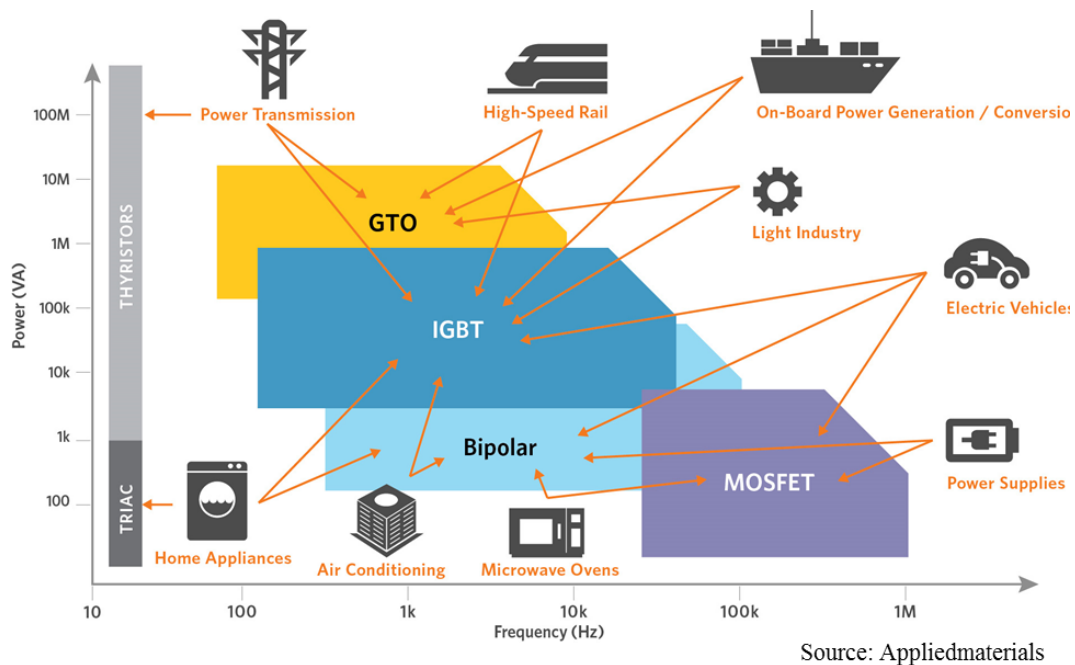 Power Transmission
High-Speed Rail
On-Board Power Generation / Conversio
100M
10M
1M
100k
10k
1k
100
Power (VA)
THYRISTORS
TRIAC
GTO
IGBT
Bipolar
MOSFET
Light Industry
Electric Vehicles
Power Supplies
Home Appliances
Air Conditioning
Microwave Ovens
10
100
1k
10k
100k
1M
Frequency (Hz)
Source: Appliedmaterials